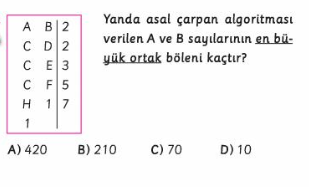 A B 2
C D 2
C E 3
C F 5
H 1 7
1
Yanda asal çarpan algoritması
verilen A ve B sayılarının en bü-
yük ortak böleni kaçtır?
A) 420 B) 210 C) 70 D) 10